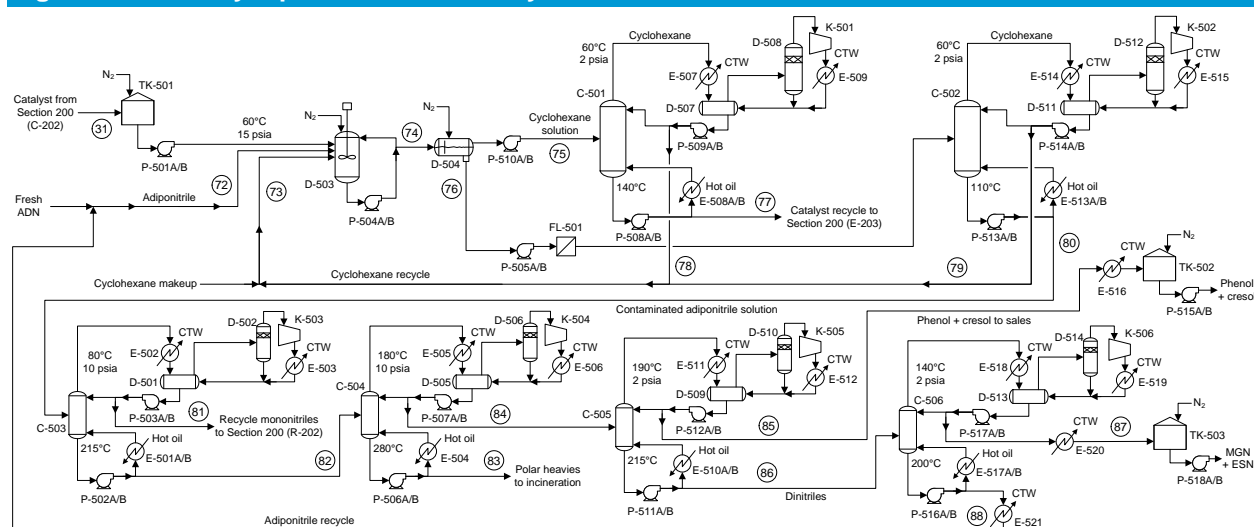 N₂
TK-501
Catalyst from
Section 200
(C-202)
31
P-501A/B
60°C
15 psia
N₂
D-503
P-504A/B
72
73
74
Fresh
ADN
Adiponitrile
N₂
D-504
76
P-510A/B
Cyclohexane
solution
75
60°C
2 psia
Cyclohexane
C-501
CTW
E-507
D-507
D-508
K-501
CTW
E-509
P-509A/B
Hot oil
E-508A/B
140°C
P-508A/B
77
Catalyst recycle to
Section 200 (E-203)
P-505A/B
FL-501
78
60°C
2 psia
Cyclohexane
C-502
CTW
E-514
D-511
D-512
K-502
CTW
E-515
P-514A/B
Hot oil
E-513A/B
110°C
P-513A/B
80
79
Cyclohexane makeup
Cyclohexane recycle
Contaminated adiponitrile solution
Phenol + cresol to sales
CTW
E-516
N₂
TK-502
Phenol
+ cresol
P-515A/B
80°C
10 psia
CTW
E-502
D-501
D-502
K-503
CTW
E-503
C-503
P-503A/B
81
Recycle mononitriles
to Section 200 (R-202)
Hot oil
E-501A/B
215°C
P-502A/B
82
180°C
10 psia
CTW
E-505
D-505
D-506
K-504
CTW
E-506
C-504
P-507A/B
84
Hot oil
E-504
280°C
P-506A/B
83
Polar heavies
to incineration
190°C
2 psia
CTW
E-511
D-509
D-510
K-505
CTW
E-512
C-505
P-512A/B
85
Hot oil
E-510A/B
215°C
P-511A/B
86
Dinitriles
140°C
2 psia
CTW
E-518
D-513
D-514
K-506
CTW
E-519
C-506
P-517A/B
CTW
E-520
87
N₂
TK-503
MGN
+ ESN
P-518A/B
Hot oil
E-517A/B
200°C
P-516A/B
88
CTW
E-521
Adiponitrile recycle